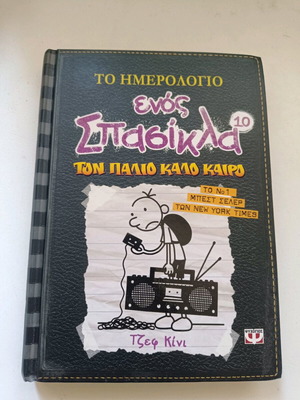 ΤΟ ΗΜΕΡΟΛΟΓΙΟ
ενός
Σπασίκλα
10
ΤΟΝ ΠΑΛΙΟ ΚΑΛΟ ΚΑΙΡΟ
ΤΟ Νο1
ΜΠΕΣΤ ΣΕΛΕΡ
ΤΩΝ NEW YORK TIMES
Τζεφ Κίνι
ΨΥΧΟΓΙΟΣ